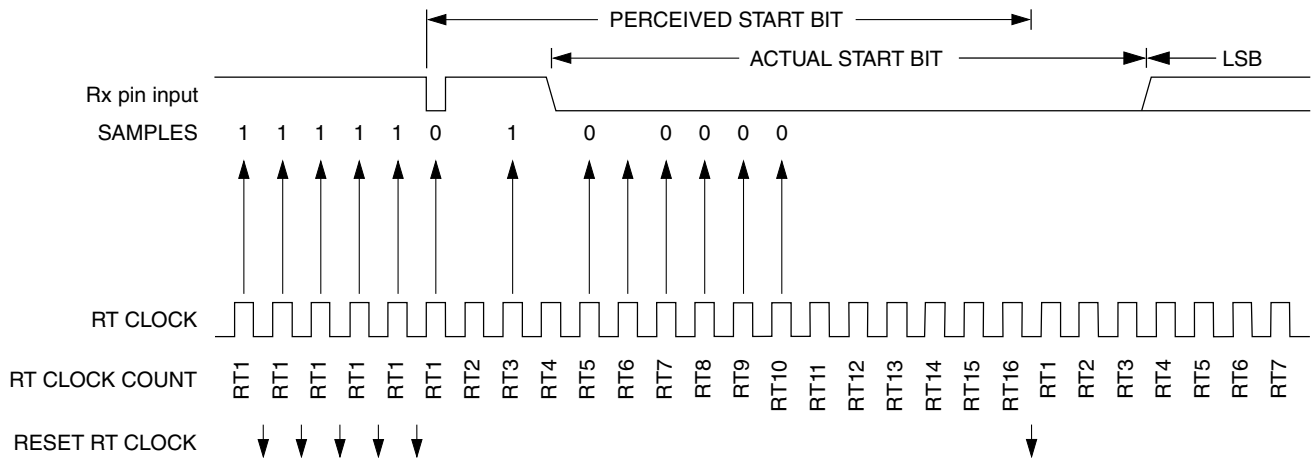 PERCEIVED START BIT
ACTUAL START BIT LSB
Rx pin input
SAMPLES 1 1 1 1 1 0 1 0 0 0 0 0
RT CLOCK
RT CLOCK COUNT RT1 RT1 RT1 RT1 RT1 RT1 RT2 RT3 RT4 RT5 RT6 RT7 RT8 RT9 RT10 RT11 RT12 RT13 RT14 RT15 RT16 RT1 RT2 RT3 RT4 RT5 RT6 RT7
RESET RT CLOCK